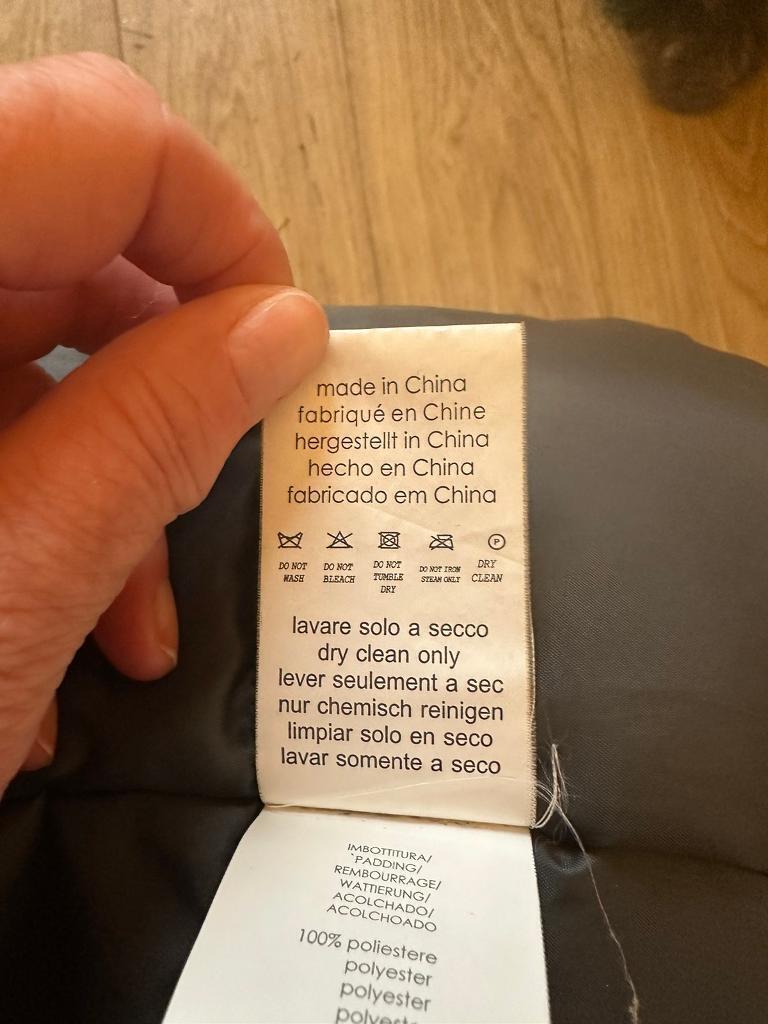 made in China
fabriqué en Chine
hergestellt in China
hecho en China
fabricado em China
P
DO NOT WASH
DO NOT BLEACH
DO NOT TUMBLE DRY
DO NOT IRON STEAM ONLY
DRY CLEAN
lavare solo a secco
dry clean only
lever seulement a sec
nur chemisch reinigen
limpiar solo en seco
lavar somente a seco
IMBOTTITURA/
PADDING/
REMBOURRAGE/
WATTIERUNG/
ACOLCHADO/
ACOLCHOADO
100% poliestere
polyester
polyester